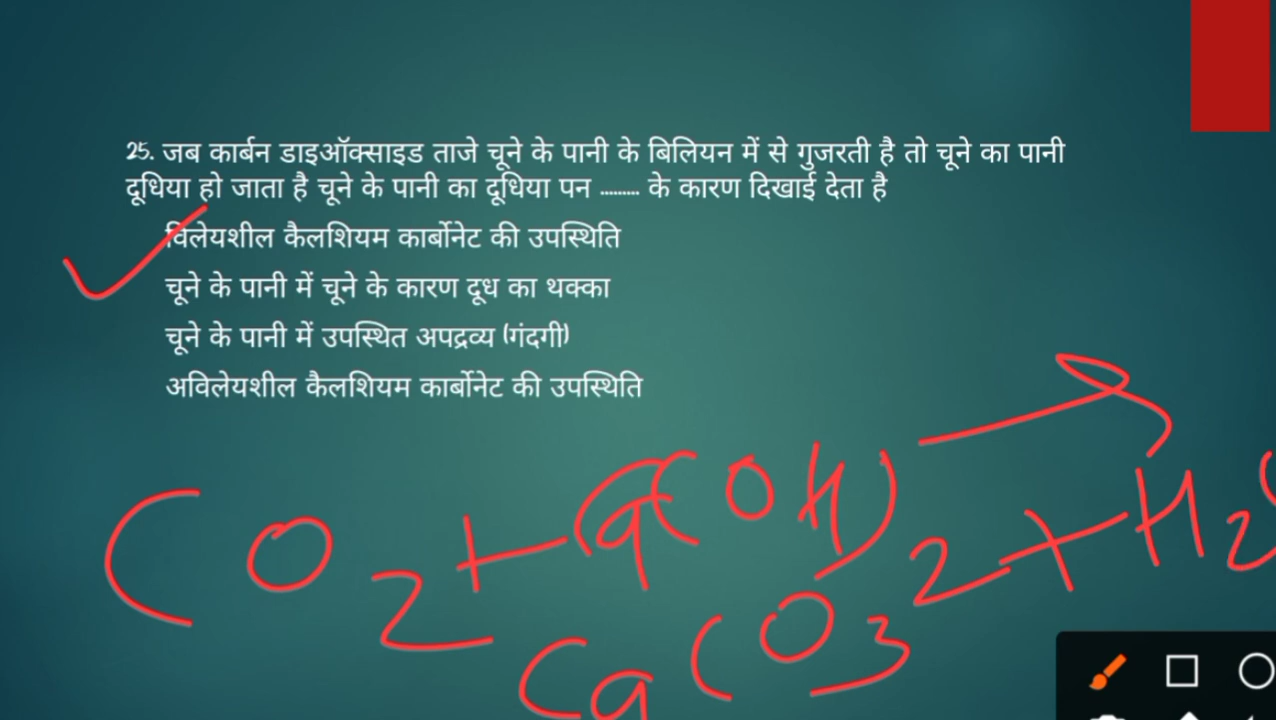 25. जब कार्बन डाइऑक्साइड ताजे चूने के पानी के बिलियन में से गुजरती है तो चूने का पानी
दूधिया हो जाता है चूने के पानी का दूधिया पन ......... के कारण दिखाई देता है
विलेयशील कैलशियम कार्बोनेट की उपस्थिति
चूने के पानी में चूने के कारण दूध का थक्का
चूने के पानी में उपस्थित अपद्रव्य (गंदगी)
अविलेयशील कैलशियम कार्बोनेट की उपस्थिति
CO2 + Ca(OH)2 + H2O
CaCO3